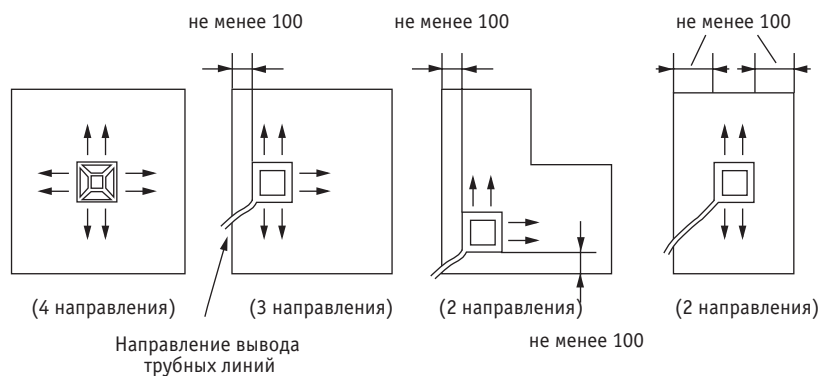 не менее 100
не менее 100
не менее 100
(4 направления)
(3 направления)
(2 направления)
(2 направления)
Направление вывода
трубных линий
не менее 100